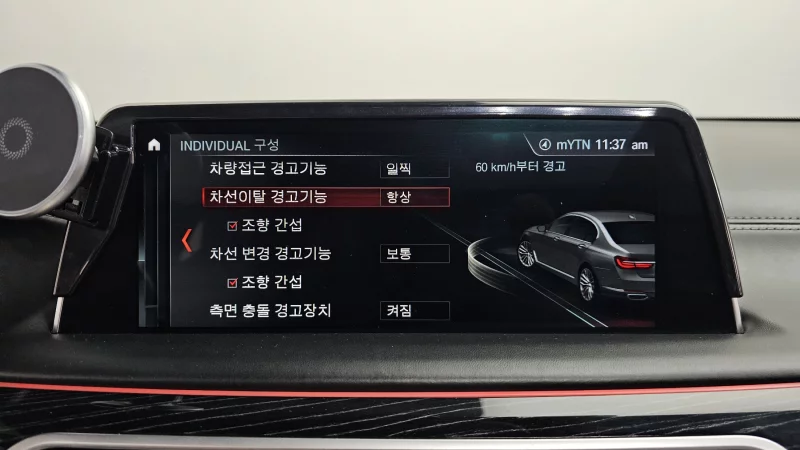 INDIVIDUAL 구성
mYTN 11:37 am
차량접근 경고기능 일찍
60 km/h부터 경고
차선이탈 경고기능 항상
조향 간섭
차선 변경 경고기능 보통
조향 간섭
측면 충돌 경고장치 켜짐